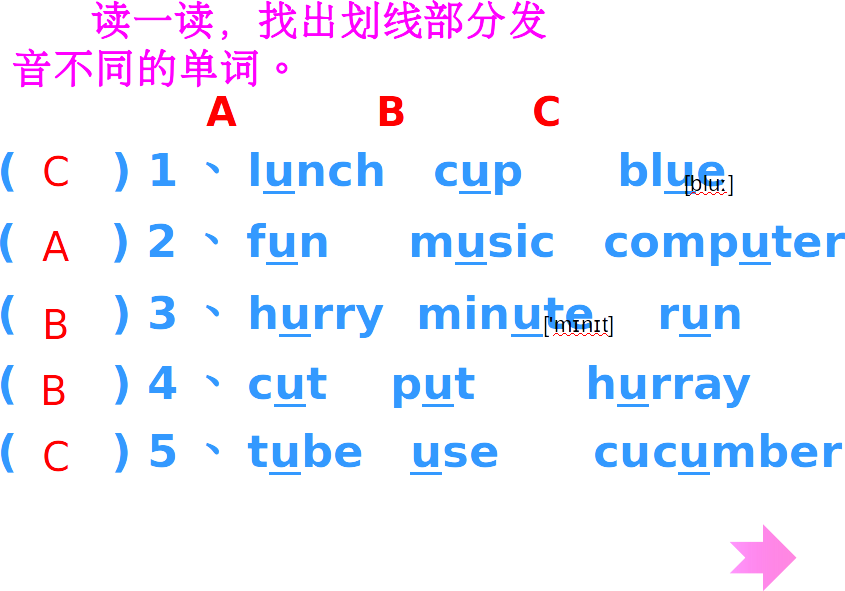 读一读，找出划线部分发
音不同的单词。
A B C
( C ) 1、lunch cup blue
[bluː]
( A ) 2、fun music computer
( B ) 3、hurry minute run
['mɪnɪt]
( B ) 4、cut put hurray
( C ) 5、tube use cucumber